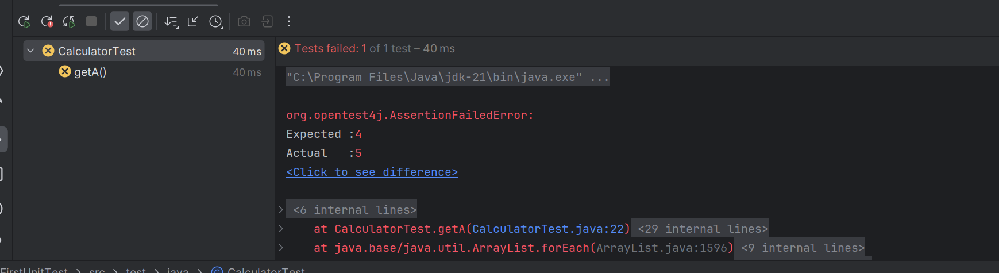 CalculatorTest 40 ms
getA() 40 ms
Tests failed: 1 of 1 test – 40 ms
"C:\Program Files\Java\jdk-21\bin\java.exe" ...
org.opentest4j.AssertionFailedError:
Expected :4
Actual   :5
<Click to see difference>
<6 internal lines>
at CalculatorTest.getA(CalculatorTest.java:22) <29 internal lines>
at java.base/java.util.ArrayList.forEach(ArrayList.java:1596) <9 internal lines>
FirstUnitTest > src > test > java > CalculatorTest